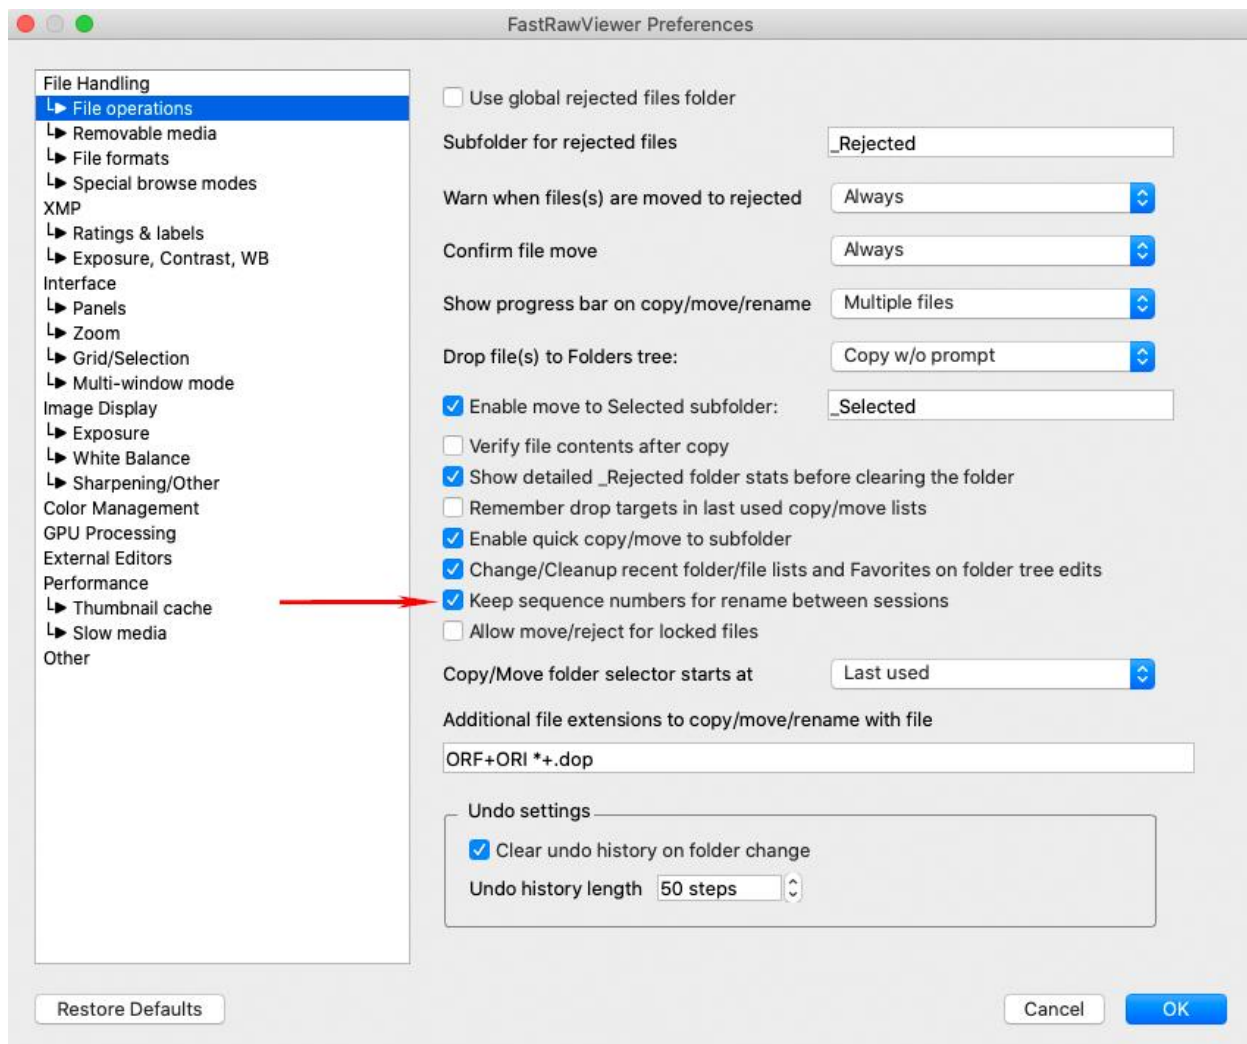 FastRawViewer Preferences
File Handling
File operations
Removable media
File formats
Special browse modes
XMP
Ratings & labels
Exposure, Contrast, WB
Interface
Panels
Zoom
Grid/Selection
Multi-window mode
Image Display
Exposure
White Balance
Sharpening/Other
Color Management
GPU Processing
External Editors
Performance
Thumbnail cache
Slow media
Other
Use global rejected files folder
Subfolder for rejected files _Rejected
Warn when files(s) are moved to rejected Always
Confirm file move Always
Show progress bar on copy/move/rename Multiple files
Drop file(s) to Folders tree: Copy w/o prompt
Enable move to Selected subfolder: _Selected
Verify file contents after copy
Show detailed _Rejected folder stats before clearing the folder
Remember drop targets in last used copy/move lists
Enable quick copy/move to subfolder
Change/Cleanup recent folder/file lists and Favorites on folder tree edits
Keep sequence numbers for rename between sessions
Allow move/reject for locked files
Copy/Move folder selector starts at Last used
Additional file extensions to copy/move/rename with file
ORF+ORI *+.dop
Undo settings
Clear undo history on folder change
Undo history length 50 steps
Restore Defaults
Cancel
OK